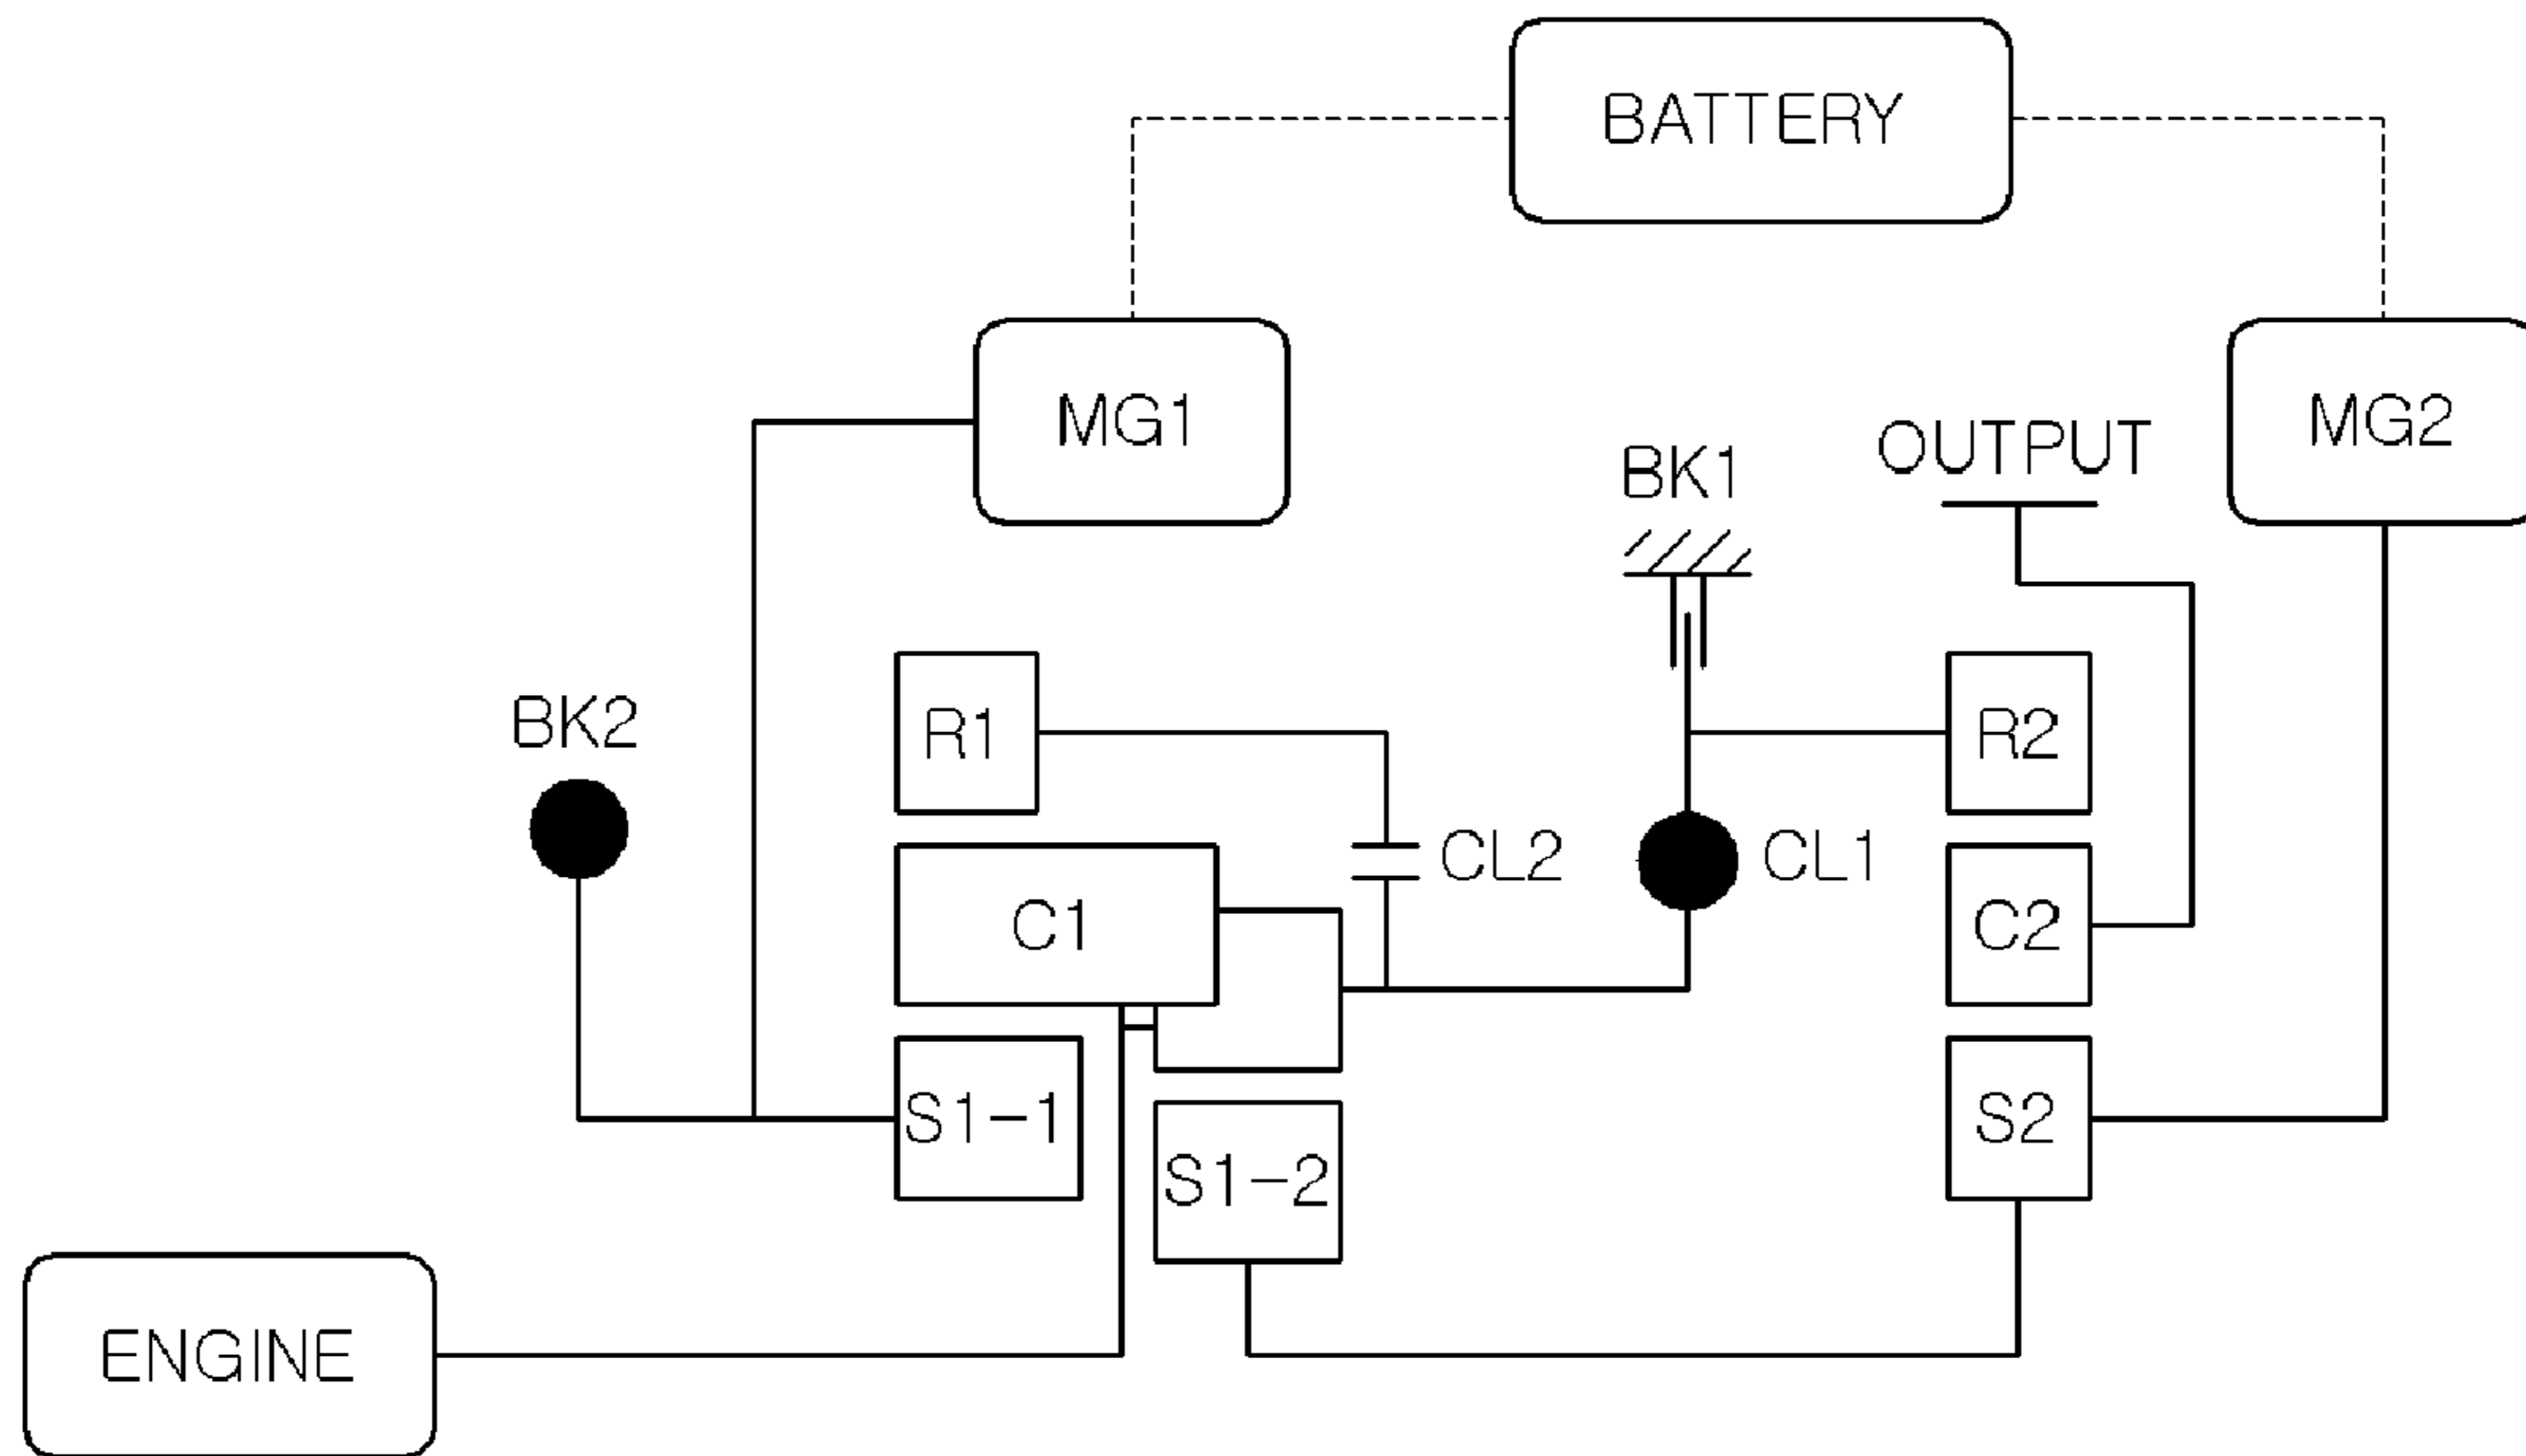 BATTERY
MG1
MG2
OUTPUT
BK1
BK2
R1
R2
CL2
CL1
C1
C2
S1-1
S2
S1-2
ENGINE